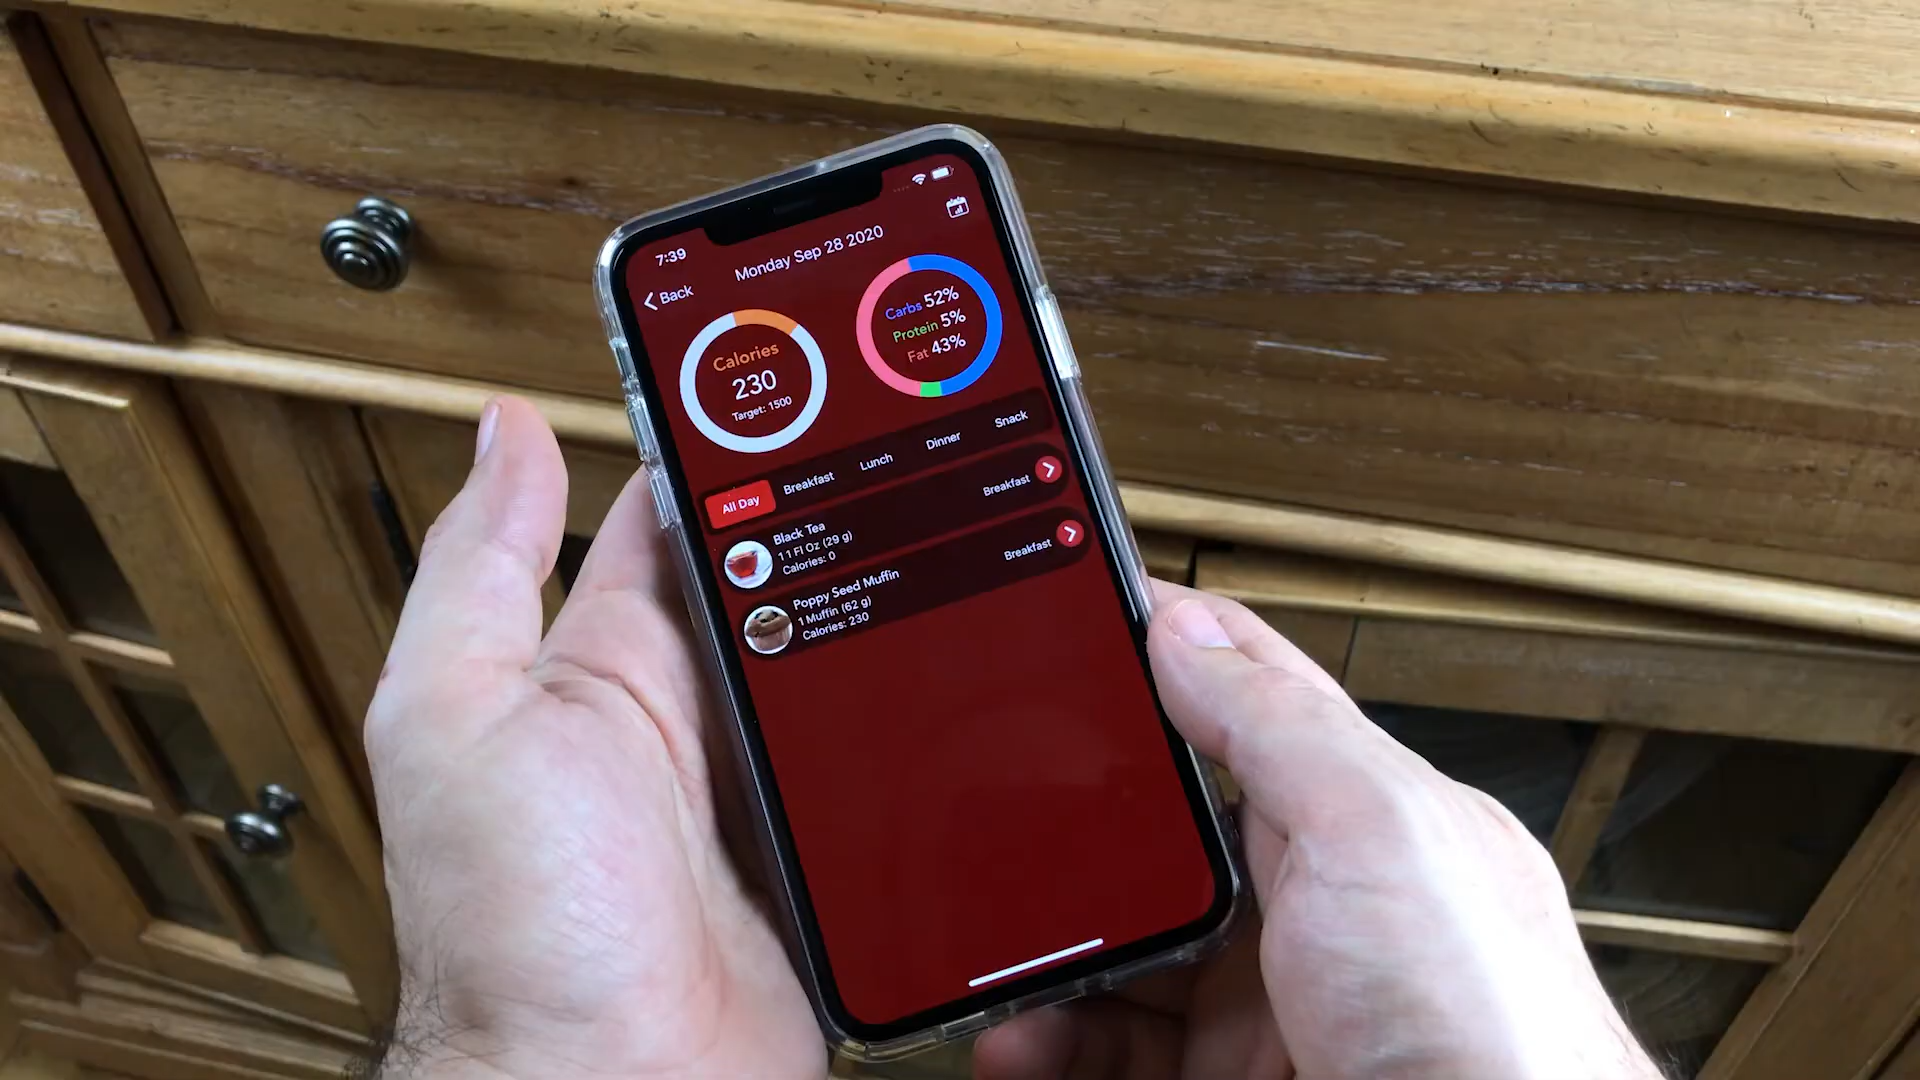 7:39
Monday Sep 28 2020
Back
Calories
230
Target: 1500
Carbs 52%
Protein 5%
Fat 43%
All Day Breakfast Lunch Dinner Snack
Black Tea
1 1 Fl Oz (29 g)
Calories: 0
Breakfast
Poppy Seed Muffin
1 Muffin (62 g)
Calories: 230
Breakfast